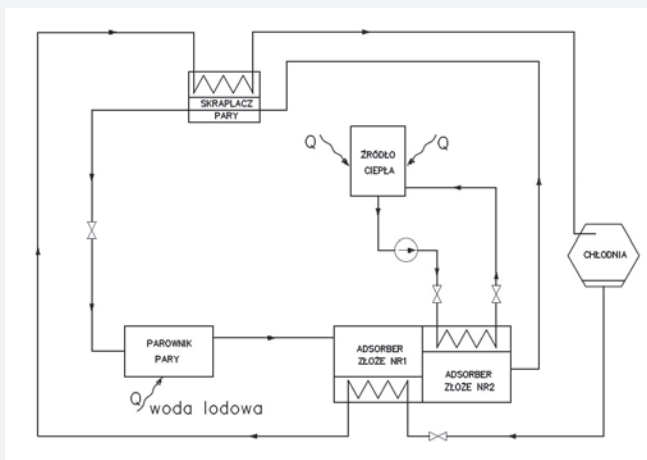 SKRAPLACZ
PARY
Q
ŹRÓDŁO
CIEPŁA
Q
CHŁODNIA
PAROWNIK
PARY
Q woda lodowa
ADSORBER
ZŁOŻE NR1
ADSORBER
ZŁOŻE NR2